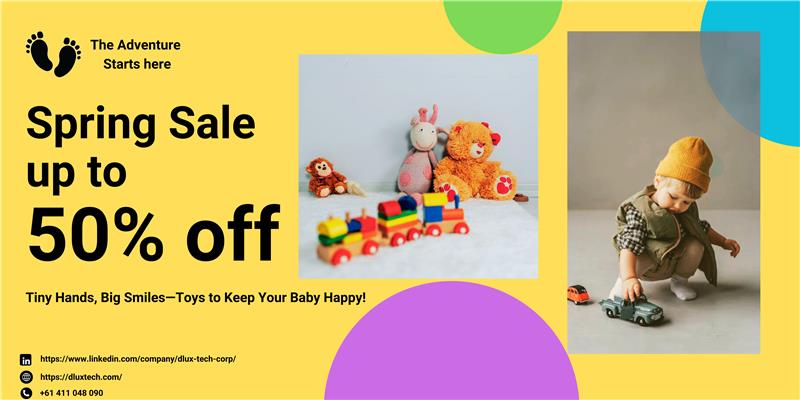 The Adventure
Starts here
Spring Sale
up to
50% off
Tiny Hands, Big Smiles—Toys to Keep Your Baby Happy!
https://www.linkedin.com/company/dlux-tech-corp/
https://dluxtech.com/
+61 411 048 090